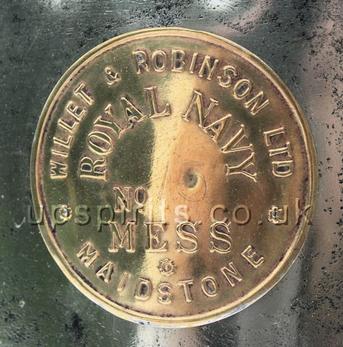 WILLET & ROBINSON LTD
ROYAL NAVY
NO
MESS
MAIDSTONE
upspirits.co.uk